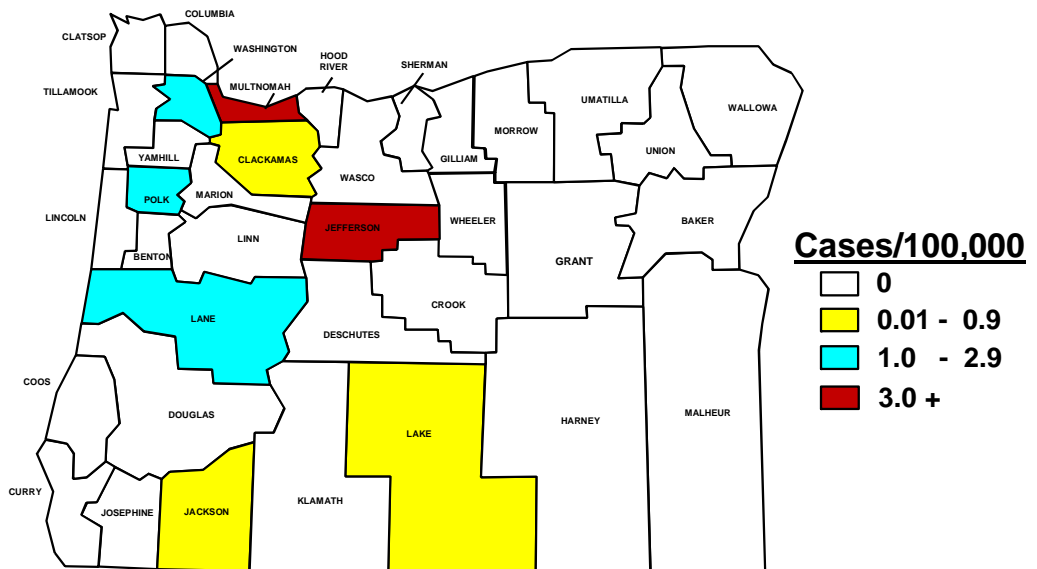 COLUMBIA
CLATSOP
WASHINGTON
HOOD
RIVER
SHERMAN
TILLAMOOK
MULTNOMAH
UMATILLA
WALLOWA
MORROW
YAMHILL
CLACKAMAS
GILLIAM
UNION
WASCO
POLK
MARION
LINCOLN
JEFFERSON
WHEELER
BAKER
LINN
BENTON
GRANT
CROOK
LANE
DESCHUTES
COOS
DOUGLAS
LAKE
HARNEY
MALHEUR
CURRY
JOSEPHINE
JACKSON
KLAMATH
Cases/100,000
0
0.01 - 0.9
1.0 - 2.9
3.0 +